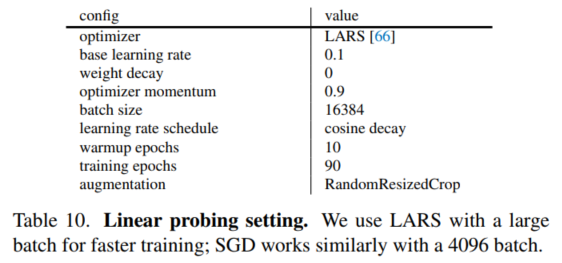 config value
optimizer LARS [66]
base learning rate 0.1
weight decay 0
optimizer momentum 0.9
batch size 16384
learning rate schedule cosine decay
warmup epochs 10
training epochs 90
augmentation RandomResizedCrop
Table 10. Linear probing setting. We use LARS with a large
batch for faster training; SGD works similarly with a 4096 batch.